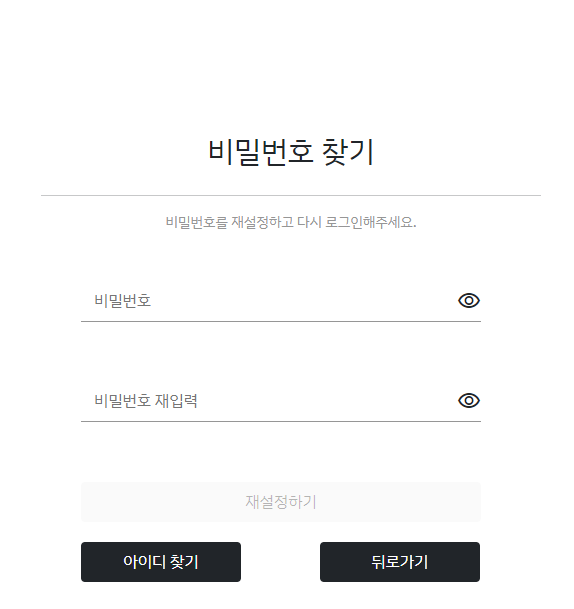 비밀번호 찾기
비밀번호를 재설정하고 다시 로그인해주세요.
비밀번호
비밀번호 재입력
재설정하기
아이디 찾기
뒤로가기